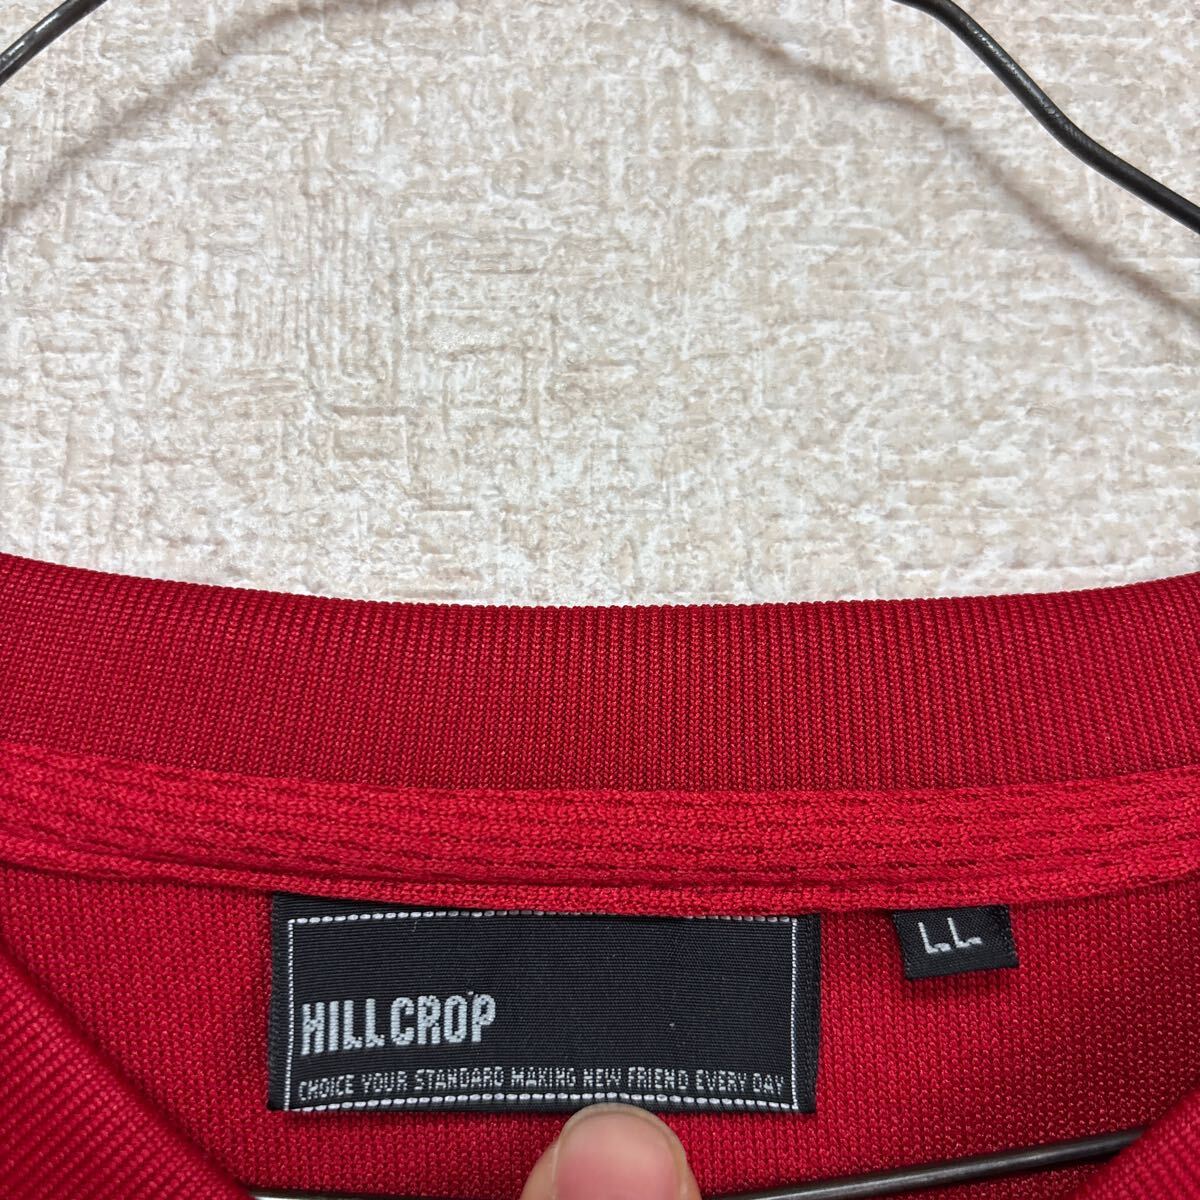 HILLCROP
CHOICE YOUR STANDARD MAKING NEW FRIEND EVERY DAY
LL